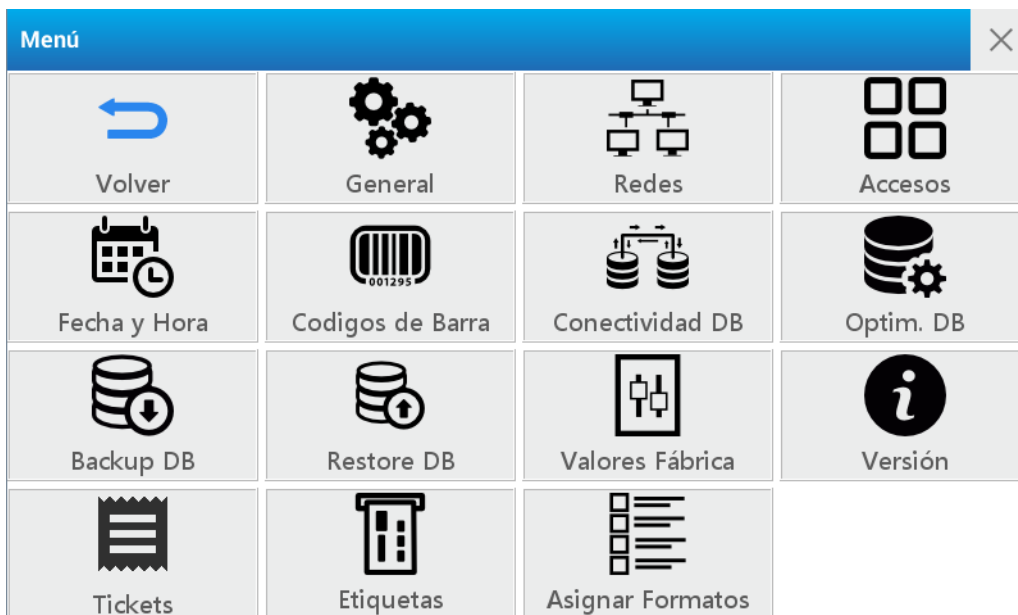 Menú
Volver
General
Redes
Accesos
001295
Fecha y Hora
Codigos de Barra
Conectividad DB
Optim. DB
Backup DB
Restore DB
Valores Fábrica
Versión
Tickets
Etiquetas
Asignar Formatos